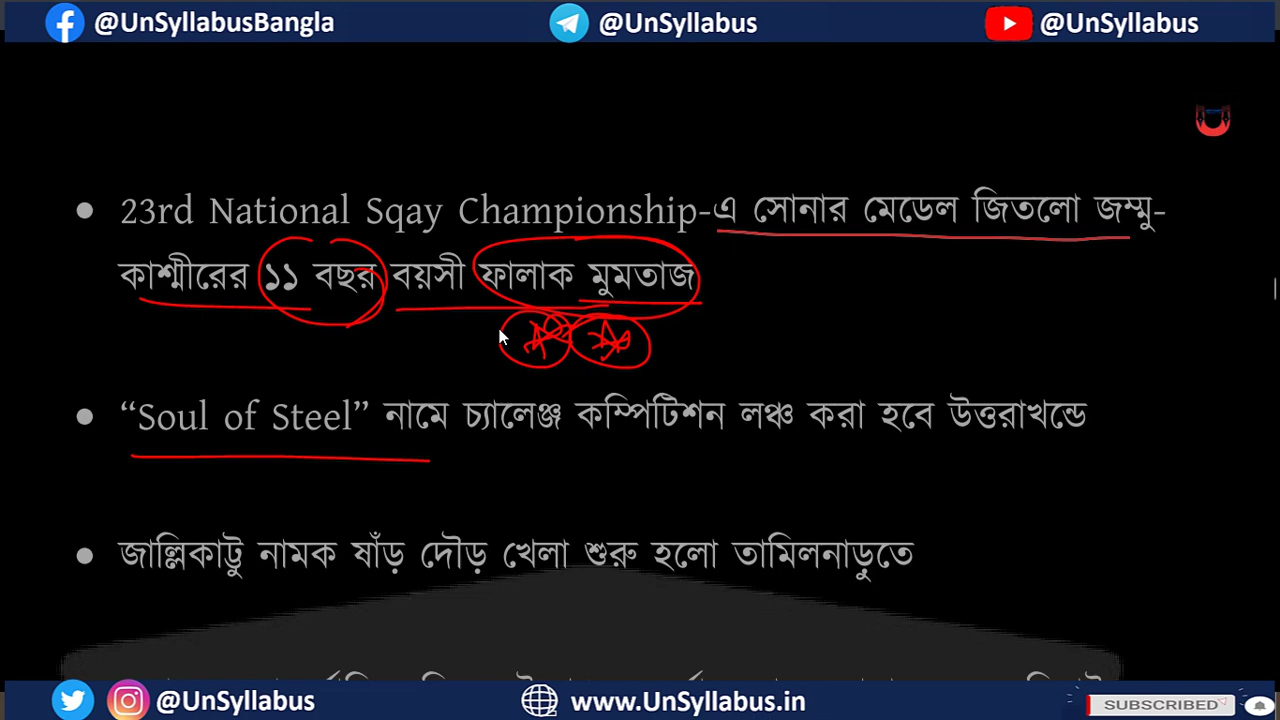 @UnSyllabusBangla
@UnSyllabus
@UnSyllabus
23rd National Sqay Championship-এ সোনার মেডেল জিতলো জম্মু-
কাশ্মীরের ১১ বছর বয়সী ফালাক মুমতাজ
“Soul of Steel” নামে চ্যালেঞ্জ কম্পিটিশন লঞ্চ করা হবে উত্তরাখন্ডে
জাল্লিকাট্টু নামক ষাঁড় দৌড় খেলা শুরু হলো তামিলনাড়ুতে
@UnSyllabus
www.UnSyllabus.in
SUBSCRIBED